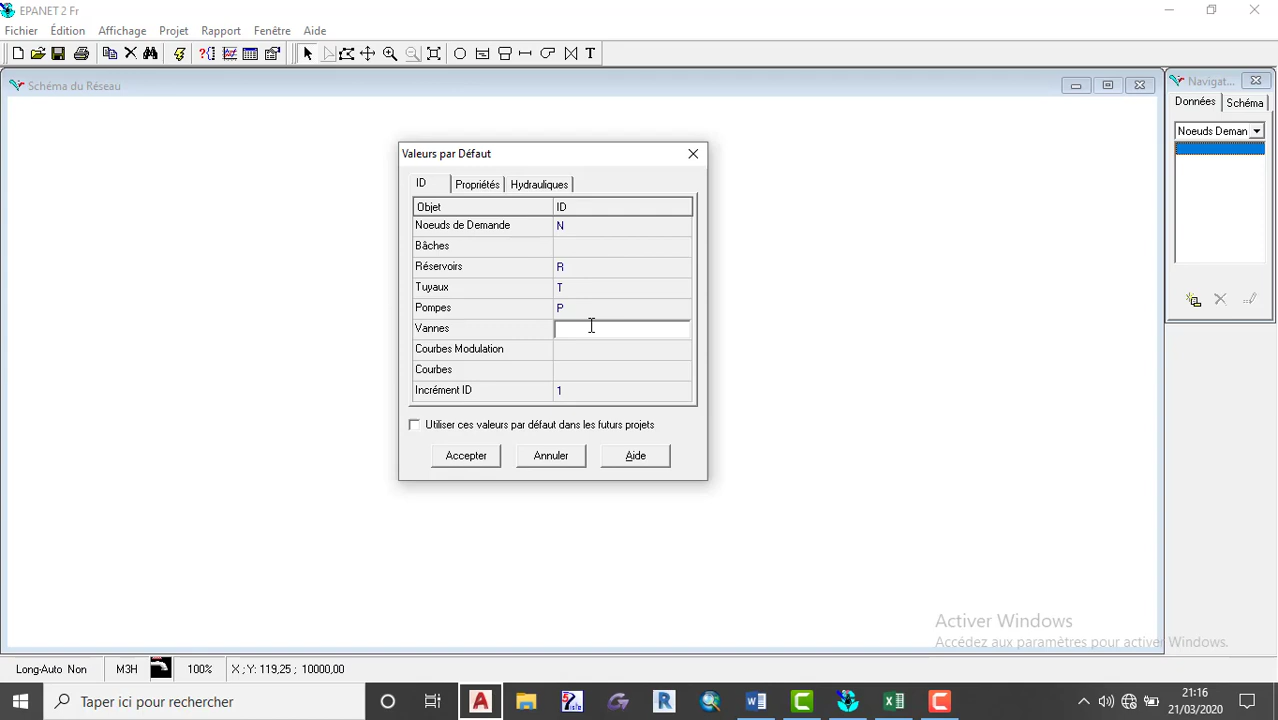 EPANET 2 Fr
Fichier Édition Affichage Projet Rapport Fenêtre Aide
Schéma du Réseau
Navigat...
Données Schéma
Noeuds Deman
Valeurs par Défaut
ID Propriétés Hydrauliques
Objet ID
Noeuds de Demande N
Bâches
Réservoirs R
Tuyaux T
Pompes P
Vannes
Courbes Modulation
Courbes
Incrément ID 1
Utiliser ces valeurs par défaut dans les futurs projets
Accepter Annuler Aide
Activer Windows
Accédez aux paramètres pour activer Windows.
Long-Auto Non M3H 100% X ;Y: 119,25 ; 10000,00
Taper ici pour rechercher
21:16
21/03/2020